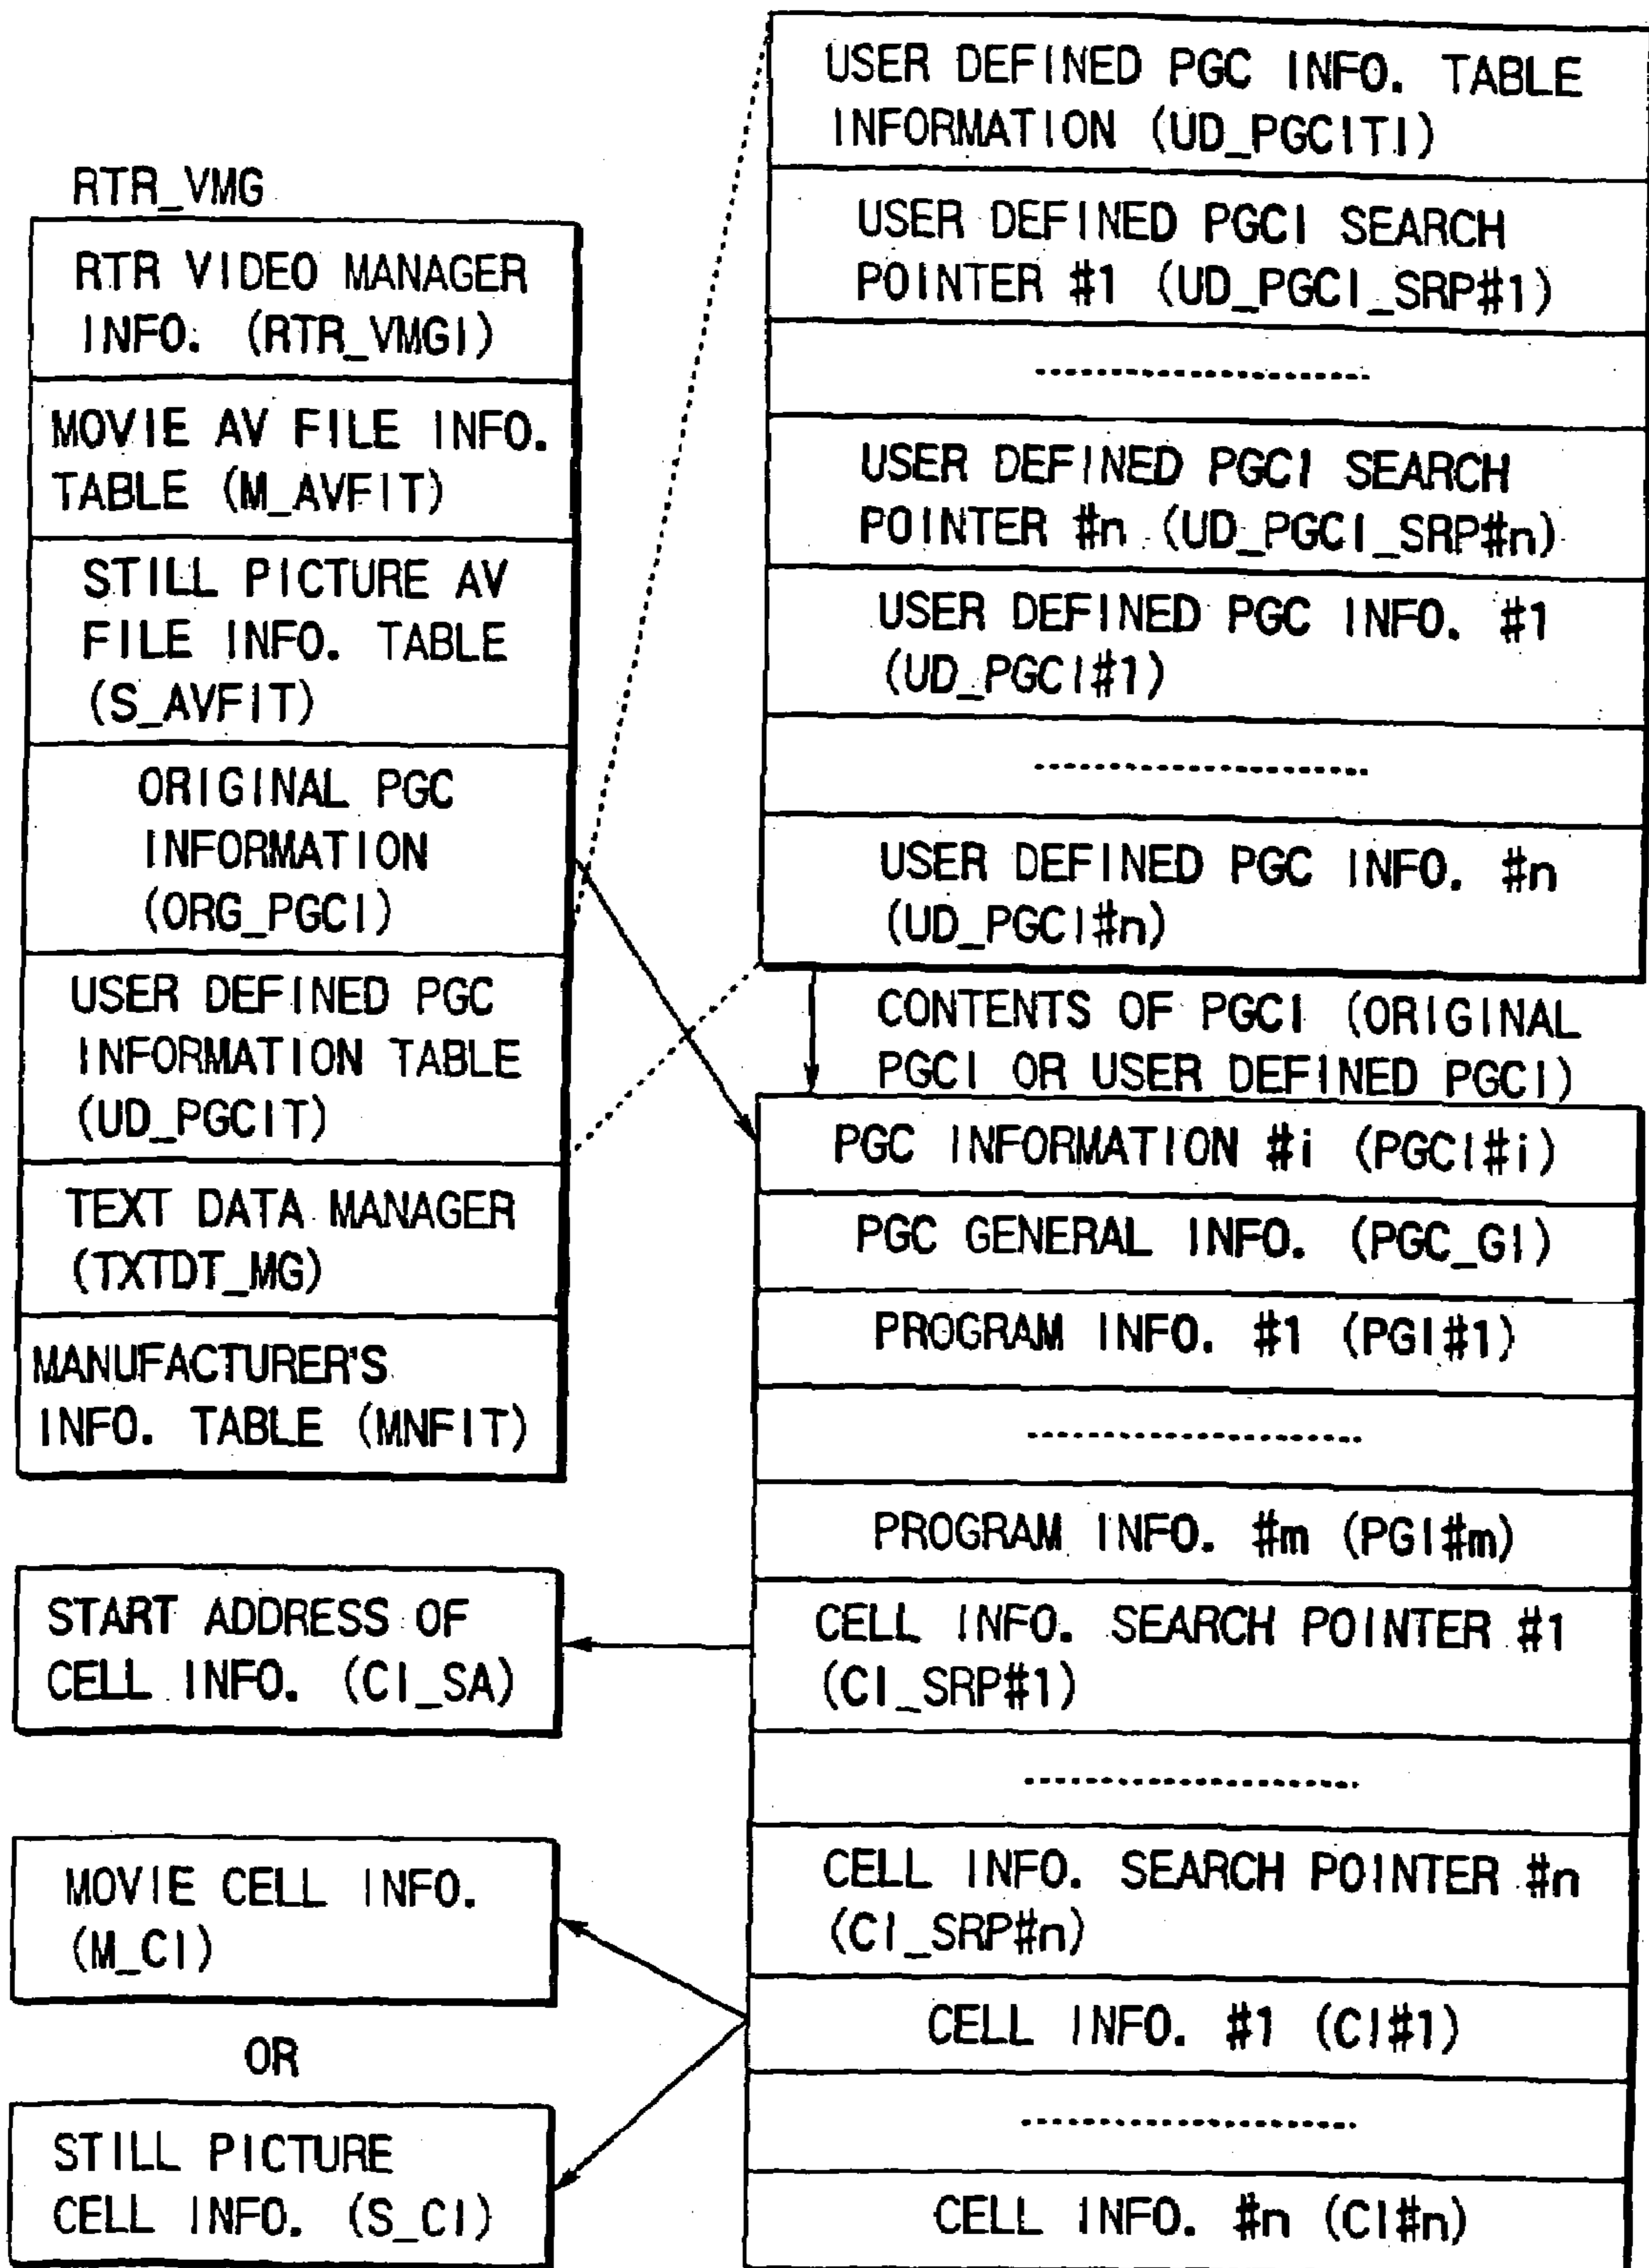 RTR_VMG
RTR VIDEO MANAGER
INFO. (RTR_VMGI)
MOVIE AV FILE INFO.
TABLE (M_AVFIT)
STILL PICTURE AV
FILE INFO. TABLE
(S_AVFIT)
ORIGINAL PGC
INFORMATION
(ORG_PGCI)
USER DEFINED PGC
INFORMATION TABLE
(UD_PGCIT)
TEXT DATA MANAGER
(TXTDT_MG)
MANUFACTURER'S
INFO. TABLE (MNFIT)
USER DEFINED PGC INFO. TABLE
INFORMATION (UD_PGCITI)
USER DEFINED PGCI SEARCH
POINTER #1 (UD_PGCI_SRP#1)
USER DEFINED PGCI SEARCH
POINTER #n (UD_PGCI_SRP#n)
USER DEFINED PGC INFO. #1
(UD_PGCI#1)
USER DEFINED PGC INFO. #n
(UD_PGCI#n)
CONTENTS OF PGCI (ORIGINAL
PGCI OR USER DEFINED PGCI)
PGC INFORMATION #i (PGCI#i)
PGC GENERAL INFO. (PGC_GI)
PROGRAM INFO. #1 (PGI#1)
PROGRAM INFO. #m (PGI#m)
CELL INFO. SEARCH POINTER #1
(CI_SRP#1)
CELL INFO. SEARCH POINTER #n
(CI_SRP#n)
CELL INFO. #1 (CI#1)
CELL INFO. #n (CI#n)
START ADDRESS OF
CELL INFO. (CI_SA)
MOVIE CELL INFO.
(M_CI)
OR
STILL PICTURE
CELL INFO. (S_CI)